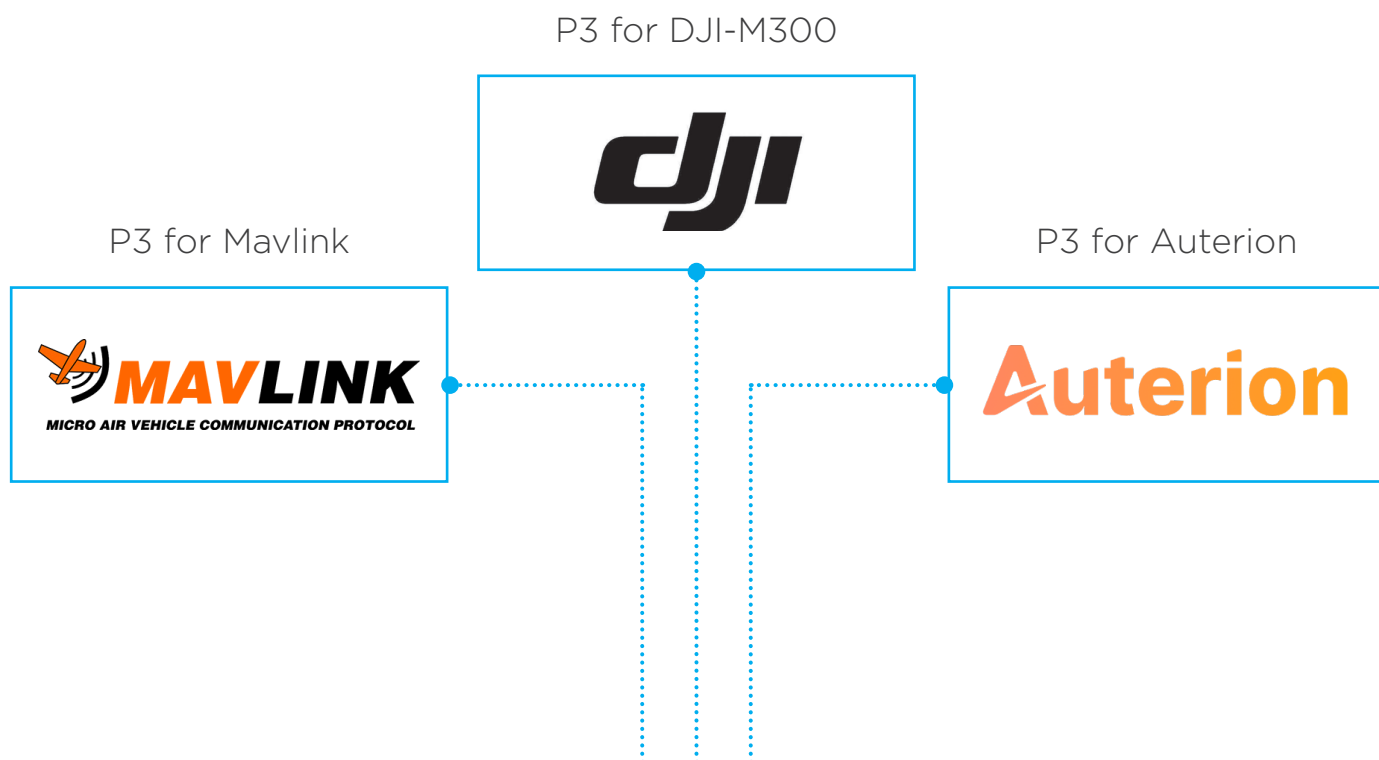 P3 for DJI-M300
dji
P3 for Mavlink
MAVLINK
MICRO AIR VEHICLE COMMUNICATION PROTOCOL
P3 for Auterion
Auterion